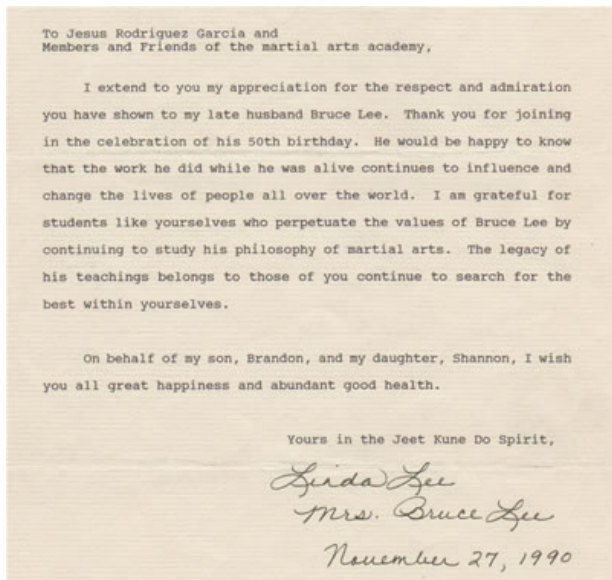 To Jesus Rodriguez Garcia and
Members and Friends of the martial arts academy,
I extend to you my appreciation for the respect and admiration
you have shown to my late husband Bruce Lee. Thank you for joining
in the celebration of his 50th birthday. He would be happy to know
that the work he did while he was alive continues to influence and
change the lives of people all over the world. I am grateful for
students like yourselves who perpetuate the values of Bruce Lee by
continuing to study his philosophy of martial arts. The legacy of
his teachings belongs to those of you continue to search for the
best within yourselves.
On behalf of my son, Brandon, and my daughter, Shannon, I wish
you all great happiness and abundant good health.
Yours in the Jeet Kune Do Spirit,
Linda Lee
Mrs. Bruce Lee
November 27, 1990